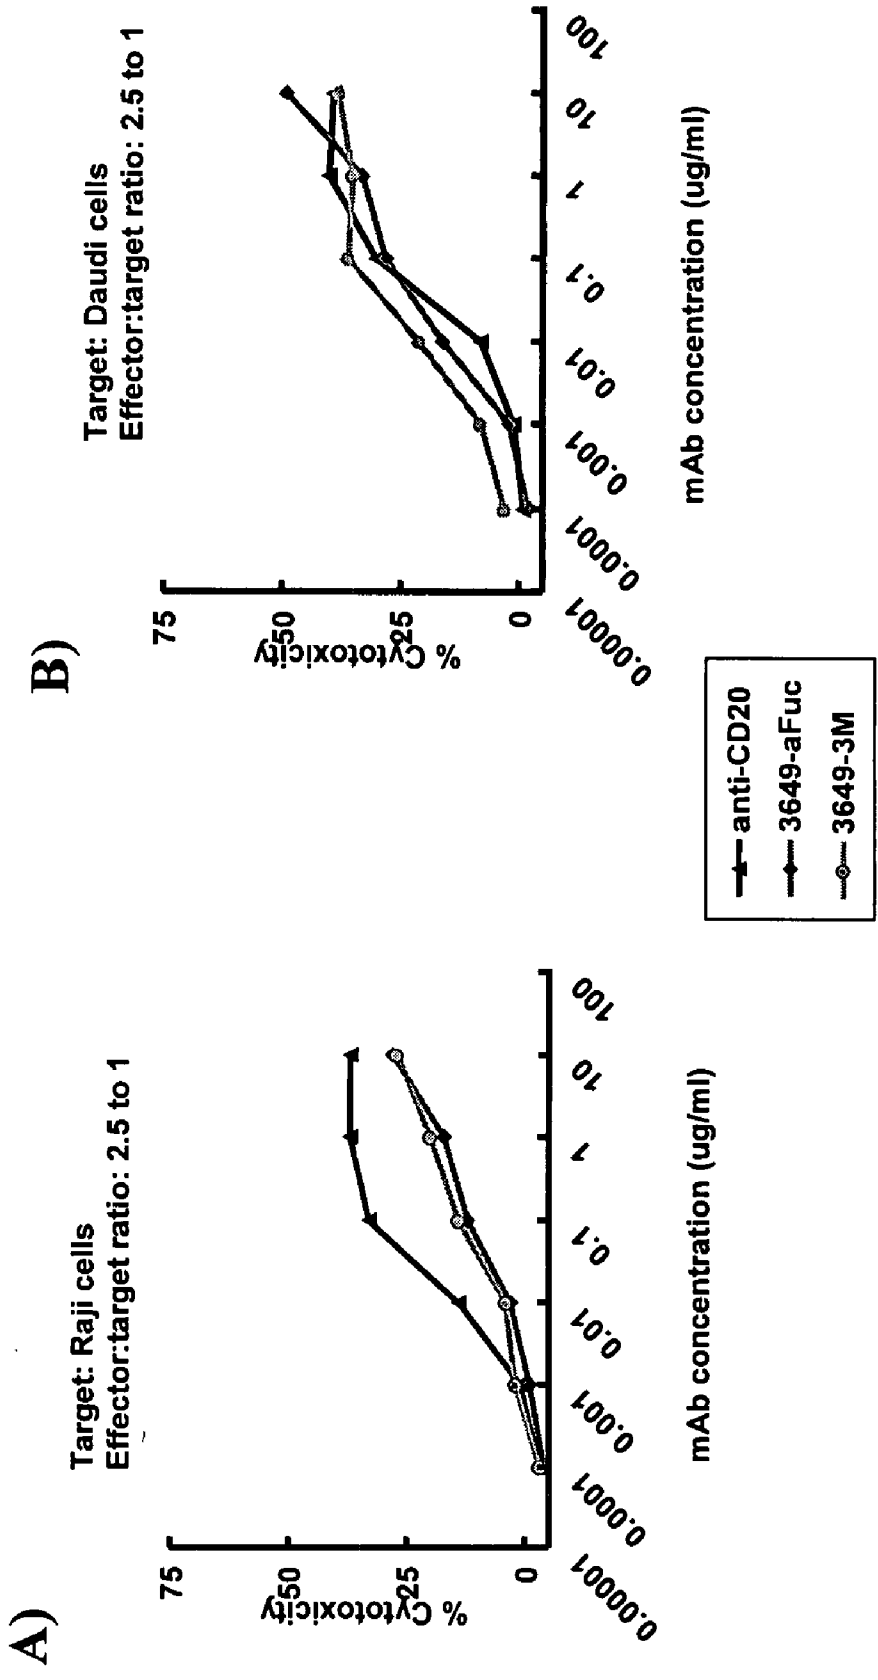 A)
Target: Raji cells
Effector:target ratio: 2.5 to 1
75
50
25
0
% Cytotoxicity
0.00001
0.0001
0.001
0.01
0.1
1
10
100
mAb concentration (ug/ml)
B)
Target: Daudi cells
Effector:target ratio: 2.5 to 1
75
50
25
0
% Cytotoxicity
0.00001
0.0001
0.001
0.01
0.1
1
10
100
mAb concentration (ug/ml)
anti-CD20
3649-aFuc
3649-3M